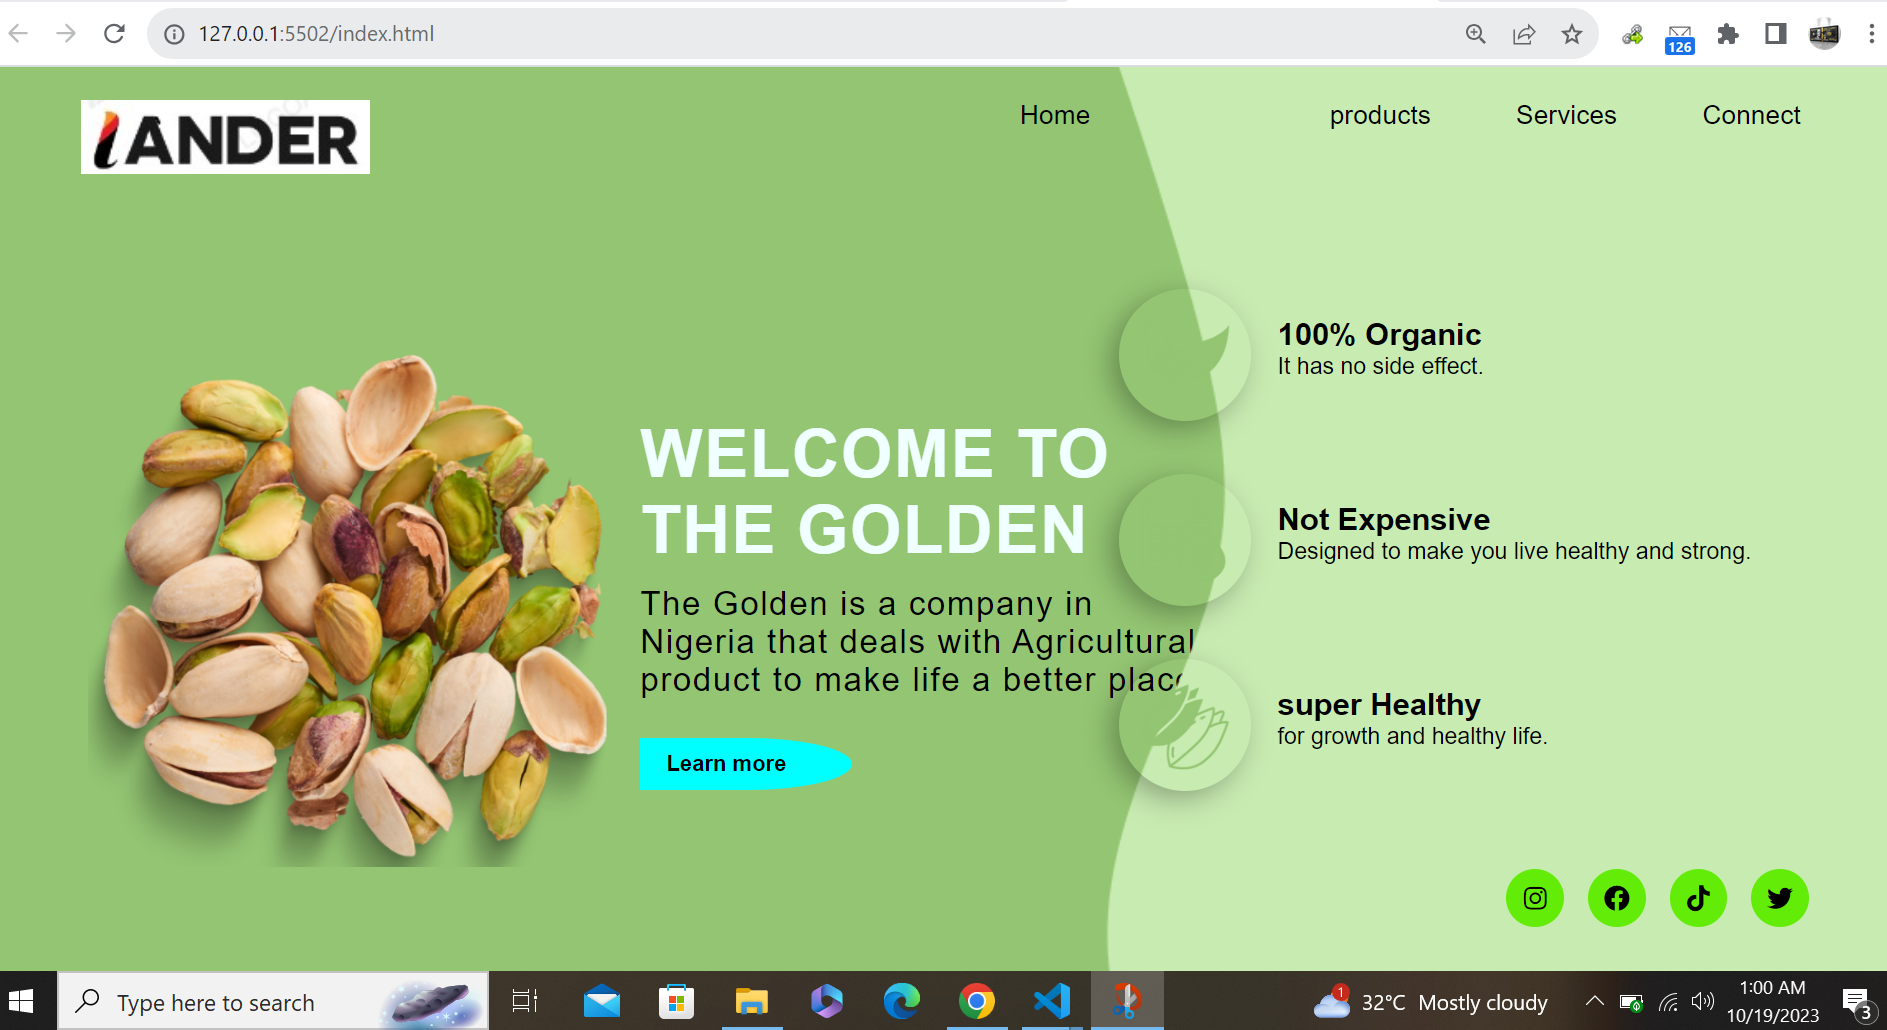 127.0.0.1:5502/index.html
126
ANDER
Home
products
Services
Connect
100% Organic
It has no side effect.
WELCOME TO
THE GOLDEN
The Golden is a company in
Nigeria that deals with Agricultural
product to make life a better place
Learn more
Not Expensive
Designed to make you live healthy and strong.
super Healthy
for growth and healthy life.
Type here to search
1
32°C Mostly cloudy
1:00 AM
10/19/2023
3